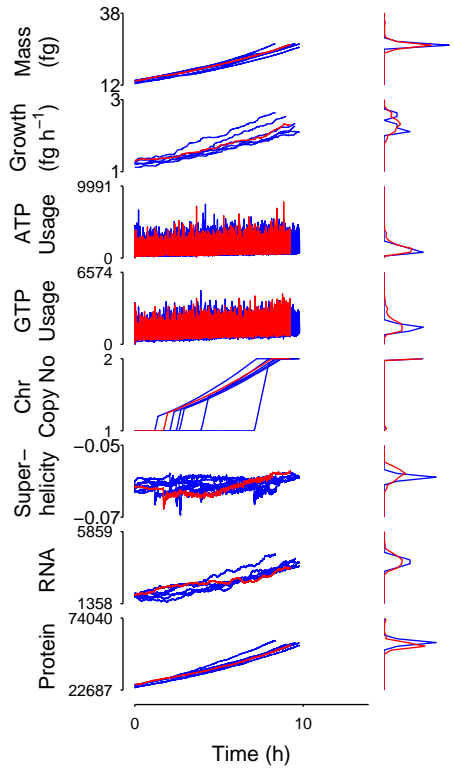 38
Mass
(fg)
12
3
Growth
(fg h−1)
1
9991
ATP
Usage
0
6574
GTP
Usage
0
2
Chr
Copy No
1
−0.05
Super−
helicity
−0.07
5859
RNA
1358
74040
Protein
22687
0 10
Time (h)